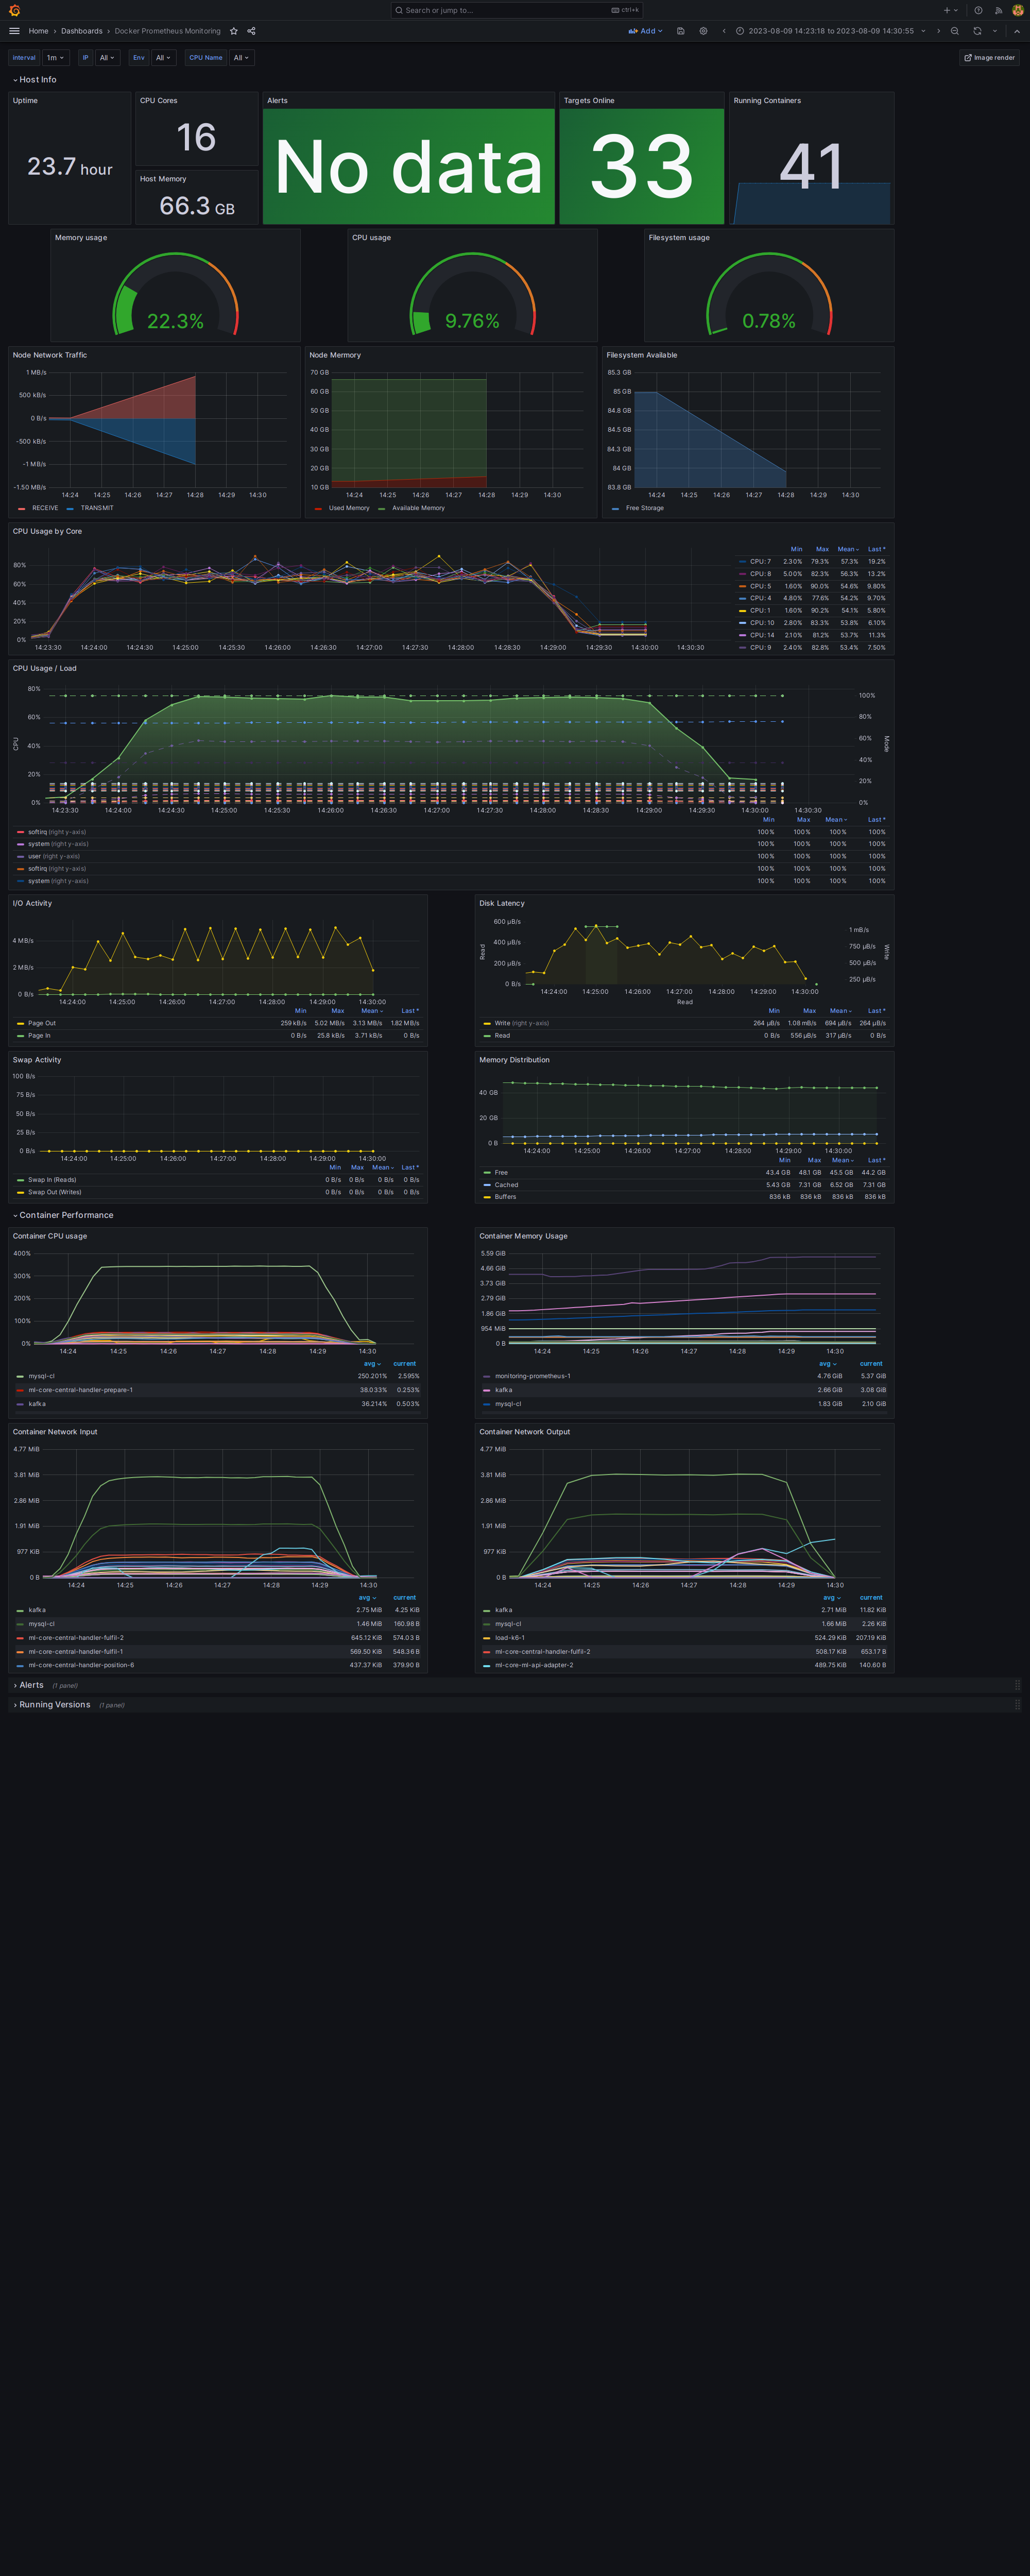 Search or jump to...
ctrl+k
Home › Dashboards › Docker Prometheus Monitoring
Add
2023-08-09 14:23:18 to 2023-08-09 14:30:55
Interval 1m IP All Env All CPU Name All
Image render
Host Info
Uptime
23.7 hour
CPU Cores
16
Host Memory
66.3 GB
Alerts
No data
Targets Online
33
Running Containers
41
Memory usage
22.3%
CPU usage
9.76%
Filesystem usage
0.78%
Node Network Traffic
1 MB/s
500 kB/s
0 B/s
-500 kB/s
-1 MB/s
-1.50 MB/s
14:24 14:25 14:26 14:27 14:28 14:29 14:30
RECEIVE TRANSMIT
Node Mermory
70 GB
60 GB
50 GB
40 GB
30 GB
20 GB
10 GB
14:24 14:25 14:26 14:27 14:28 14:29 14:30
Used Memory Available Memory
Filesystem Available
85.3 GB
85 GB
84.8 GB
84.5 GB
84.3 GB
84 GB
83.8 GB
14:24 14:25 14:26 14:27 14:28 14:29 14:30
Free Storage
CPU Usage by Core
80%
60%
40%
20%
0%
14:23:30 14:24:00 14:24:30 14:25:00 14:25:30 14:26:00 14:26:30 14:27:00 14:27:30 14:28:00 14:28:30 14:29:00 14:29:30 14:30:00 14:30:30
Min Max Mean Last *
CPU: 7 2.30% 79.3% 57.3% 19.2%
CPU: 8 5.00% 82.3% 56.3% 13.2%
CPU: 5 1.60% 90.0% 54.6% 9.80%
CPU: 4 4.80% 77.6% 54.2% 9.70%
CPU: 1 1.60% 90.2% 54.1% 5.80%
CPU: 10 2.80% 83.3% 53.8% 6.10%
CPU: 14 2.10% 81.2% 53.7% 11.3%
CPU: 9 2.40% 82.8% 53.4% 7.50%
CPU Usage / Load
CPU
80%
60%
40%
20%
0%
Mode
100%
80%
60%
40%
20%
0%
14:23:30 14:24:00 14:24:30 14:25:00 14:25:30 14:26:00 14:26:30 14:27:00 14:27:30 14:28:00 14:28:30 14:29:00 14:29:30 14:30:00 14:30:30
Min Max Mean Last *
softirq (right y-axis) 100% 100% 100% 100%
system (right y-axis) 100% 100% 100% 100%
user (right y-axis) 100% 100% 100% 100%
softirq (right y-axis) 100% 100% 100% 100%
system (right y-axis) 100% 100% 100% 100%
I/O Activity
4 MB/s
2 MB/s
0 B/s
14:24:00 14:25:00 14:26:00 14:27:00 14:28:00 14:29:00 14:30:00
Min Max Mean Last *
Page Out 259 kB/s 5.02 MB/s 3.13 MB/s 1.82 MB/s
Page In 0 B/s 25.8 kB/s 3.71 kB/s 0 B/s
Disk Latency
Read
600 µB/s
400 µB/s
200 µB/s
0 B/s
Write
1 mB/s
750 µB/s
500 µB/s
250 µB/s
14:24:00 14:25:00 14:26:00 14:27:00 14:28:00 14:29:00 14:30:00
Read
Min Max Mean Last *
Write (right y-axis) 264 µB/s 1.08 mB/s 694 µB/s 264 µB/s
Read 0 B/s 556 µB/s 317 µB/s 0 B/s
Swap Activity
100 B/s
75 B/s
50 B/s
25 B/s
0 B/s
14:24:00 14:25:00 14:26:00 14:27:00 14:28:00 14:29:00 14:30:00
Min Max Mean Last *
Swap In (Reads) 0 B/s 0 B/s 0 B/s 0 B/s
Swap Out (Writes) 0 B/s 0 B/s 0 B/s 0 B/s
Memory Distribution
40 GB
20 GB
0 B
14:24:00 14:25:00 14:26:00 14:27:00 14:28:00 14:29:00 14:30:00
Min Max Mean Last *
Free 43.4 GB 48.1 GB 45.5 GB 44.2 GB
Cached 5.43 GB 7.31 GB 6.52 GB 7.31 GB
Buffers 836 kB 836 kB 836 kB 836 kB
Container Performance
Container CPU usage
400%
300%
200%
100%
0%
14:24 14:25 14:26 14:27 14:28 14:29 14:30
avg current
mysql-cl 250.201% 2.595%
ml-core-central-handler-prepare-1 38.033% 0.253%
kafka 36.214% 0.503%
Container Memory Usage
5.59 GiB
4.66 GiB
3.73 GiB
2.79 GiB
1.86 GiB
954 MiB
0 B
14:24 14:25 14:26 14:27 14:28 14:29 14:30
avg current
monitoring-prometheus-1 4.76 GiB 5.37 GiB
kafka 2.66 GiB 3.08 GiB
mysql-cl 1.83 GiB 2.10 GiB
Container Network Input
4.77 MiB
3.81 MiB
2.86 MiB
1.91 MiB
977 KiB
0 B
14:24 14:25 14:26 14:27 14:28 14:29 14:30
avg current
kafka 2.75 MiB 4.25 KiB
mysql-cl 1.46 MiB 160.98 B
ml-core-central-handler-fulfil-2 645.12 KiB 574.03 B
ml-core-central-handler-fulfil-1 569.50 KiB 548.36 B
ml-core-central-handler-position-6 437.37 KiB 379.90 B
Container Network Output
4.77 MiB
3.81 MiB
2.86 MiB
1.91 MiB
977 KiB
0 B
14:24 14:25 14:26 14:27 14:28 14:29 14:30
avg current
kafka 2.71 MiB 11.82 KiB
mysql-cl 1.66 MiB 2.26 KiB
load-k6-1 524.29 KiB 207.19 KiB
ml-core-central-handler-fulfil-2 508.17 KiB 653.17 B
ml-core-ml-api-adapter-2 489.75 KiB 140.60 B
Alerts (1 panel)
Running Versions (1 panel)